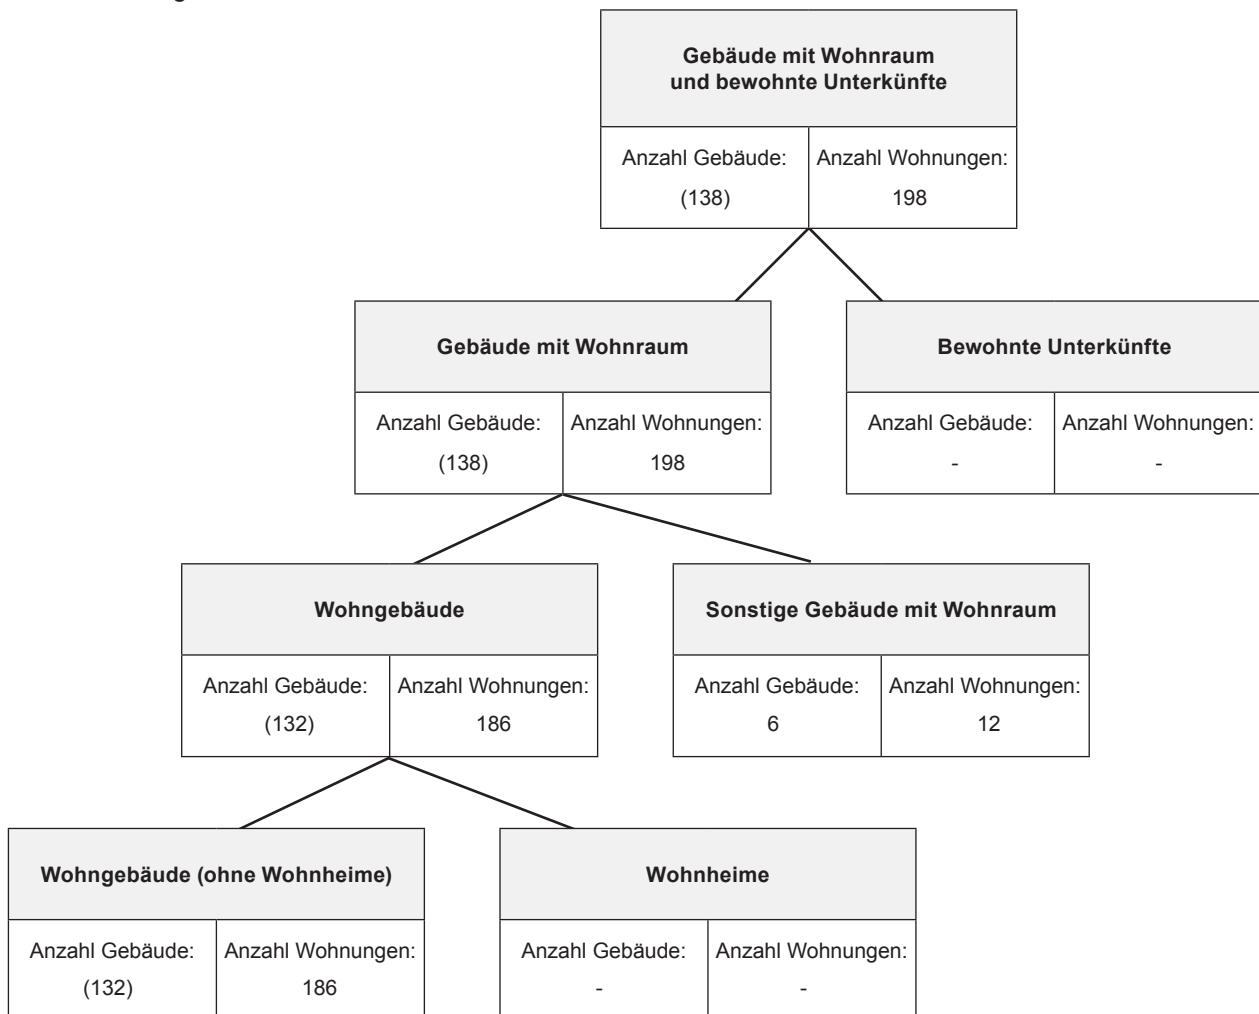 Gebäude mit Wohnraum
und bewohnte Unterkünfte
Anzahl Gebäude: Anzahl Wohnungen:
(138) 198
Gebäude mit Wohnraum
Bewohnte Unterkünfte
Anzahl Gebäude: Anzahl Wohnungen:
(138) 198
Anzahl Gebäude: Anzahl Wohnungen:
- -
Wohngebäude
Sonstige Gebäude mit Wohnraum
Anzahl Gebäude: Anzahl Wohnungen:
(132) 186
Anzahl Gebäude: Anzahl Wohnungen:
6 12
Wohngebäude (ohne Wohnheime)
Wohnheime
Anzahl Gebäude: Anzahl Wohnungen:
(132) 186
Anzahl Gebäude: Anzahl Wohnungen:
- -